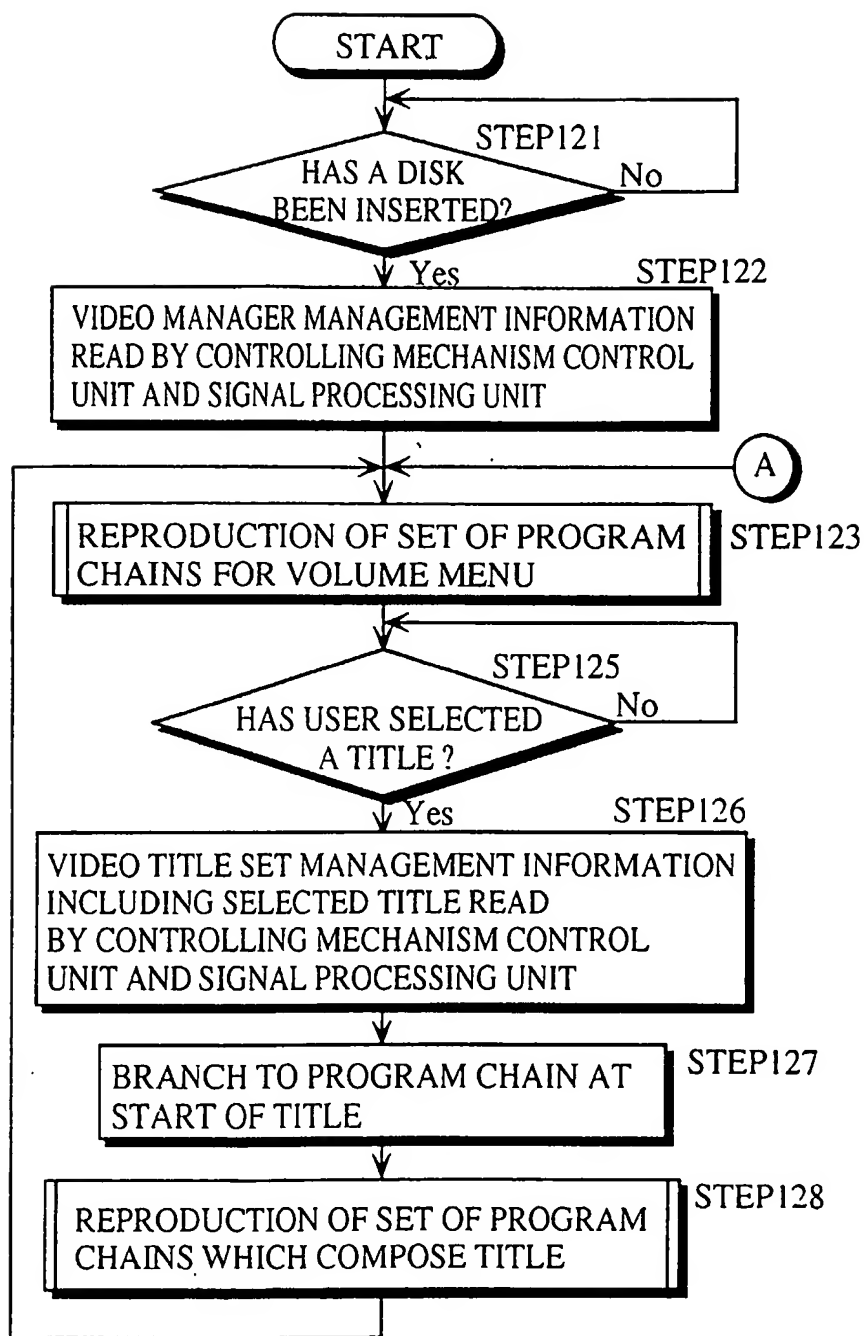 START
STEP121
HAS A DISK
BEEN INSERTED?
No
Yes
STEP122
VIDEO MANAGER MANAGEMENT INFORMATION
READ BY CONTROLLING MECHANISM CONTROL
UNIT AND SIGNAL PROCESSING UNIT
A
REPRODUCTION OF SET OF PROGRAM
CHAINS FOR VOLUME MENU
STEP123
STEP125
HAS USER SELECTED
A TITLE ?
No
Yes
STEP126
VIDEO TITLE SET MANAGEMENT INFORMATION
INCLUDING SELECTED TITLE READ
BY CONTROLLING MECHANISM CONTROL
UNIT AND SIGNAL PROCESSING UNIT
BRANCH TO PROGRAM CHAIN AT
START OF TITLE
STEP127
REPRODUCTION OF SET OF PROGRAM
CHAINS WHICH COMPOSE TITLE
STEP128